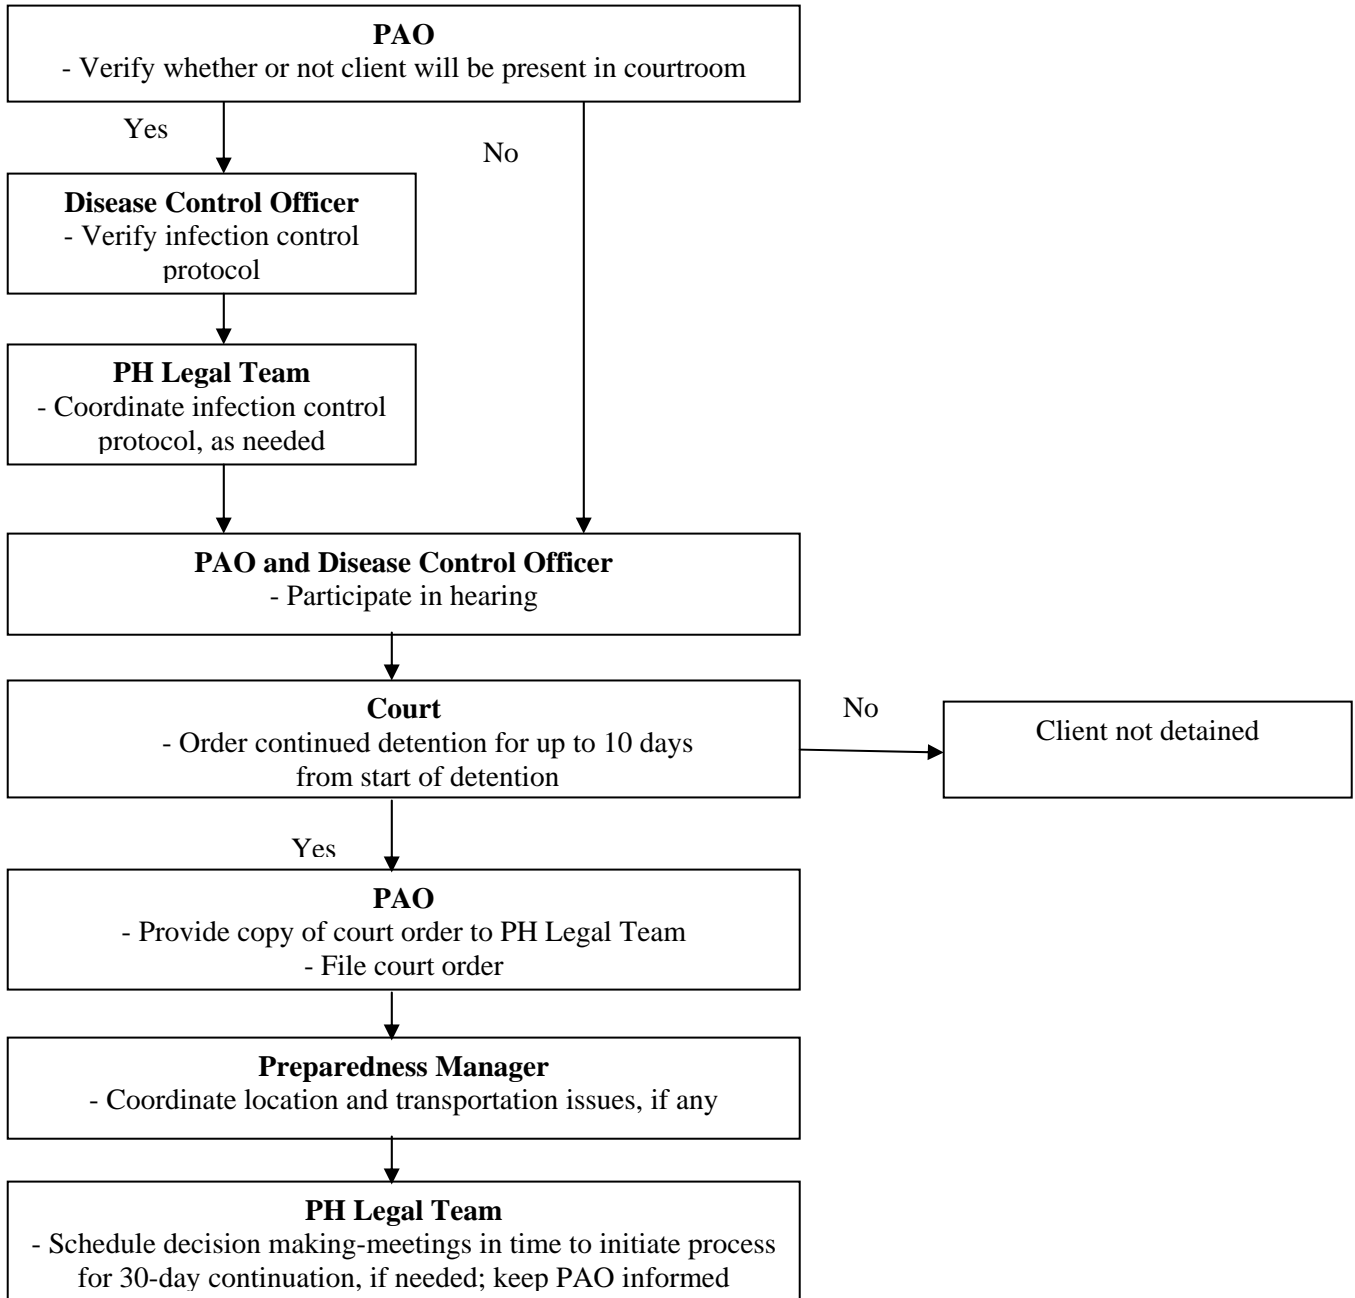 PAO
- Verify whether or not client will be present in courtroom
Yes
No
Disease Control Officer
- Verify infection control
protocol
PH Legal Team
- Coordinate infection control
protocol, as needed
PAO and Disease Control Officer
- Participate in hearing
Court
- Order continued detention for up to 10 days
from start of detention
No
Client not detained
Yes
PAO
- Provide copy of court order to PH Legal Team
- File court order
Preparedness Manager
- Coordinate location and transportation issues, if any
PH Legal Team
- Schedule decision making-meetings in time to initiate process
for 30-day continuation, if needed; keep PAO informed